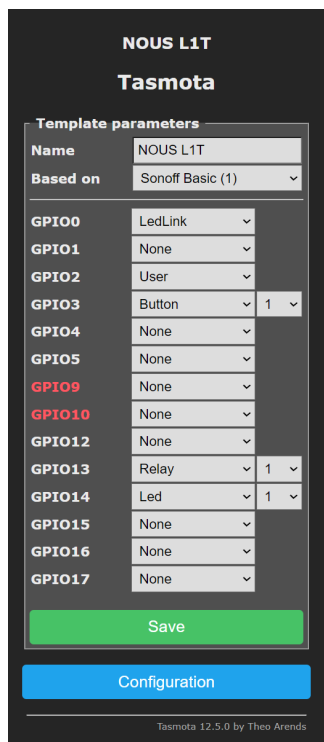 NOUS L1T
Tasmota
Template parameters
Name NOUS L1T
Based on Sonoff Basic (1)
GPIO0 LedLink
GPIO1 None
GPIO2 User
GPIO3 Button 1
GPIO4 None
GPIO5 None
GPIO9 None
GPIO10 None
GPIO12 None
GPIO13 Relay 1
GPIO14 Led 1
GPIO15 None
GPIO16 None
GPIO17 None
Save
Configuration
Tasmota 12.5.0 by Theo Arends